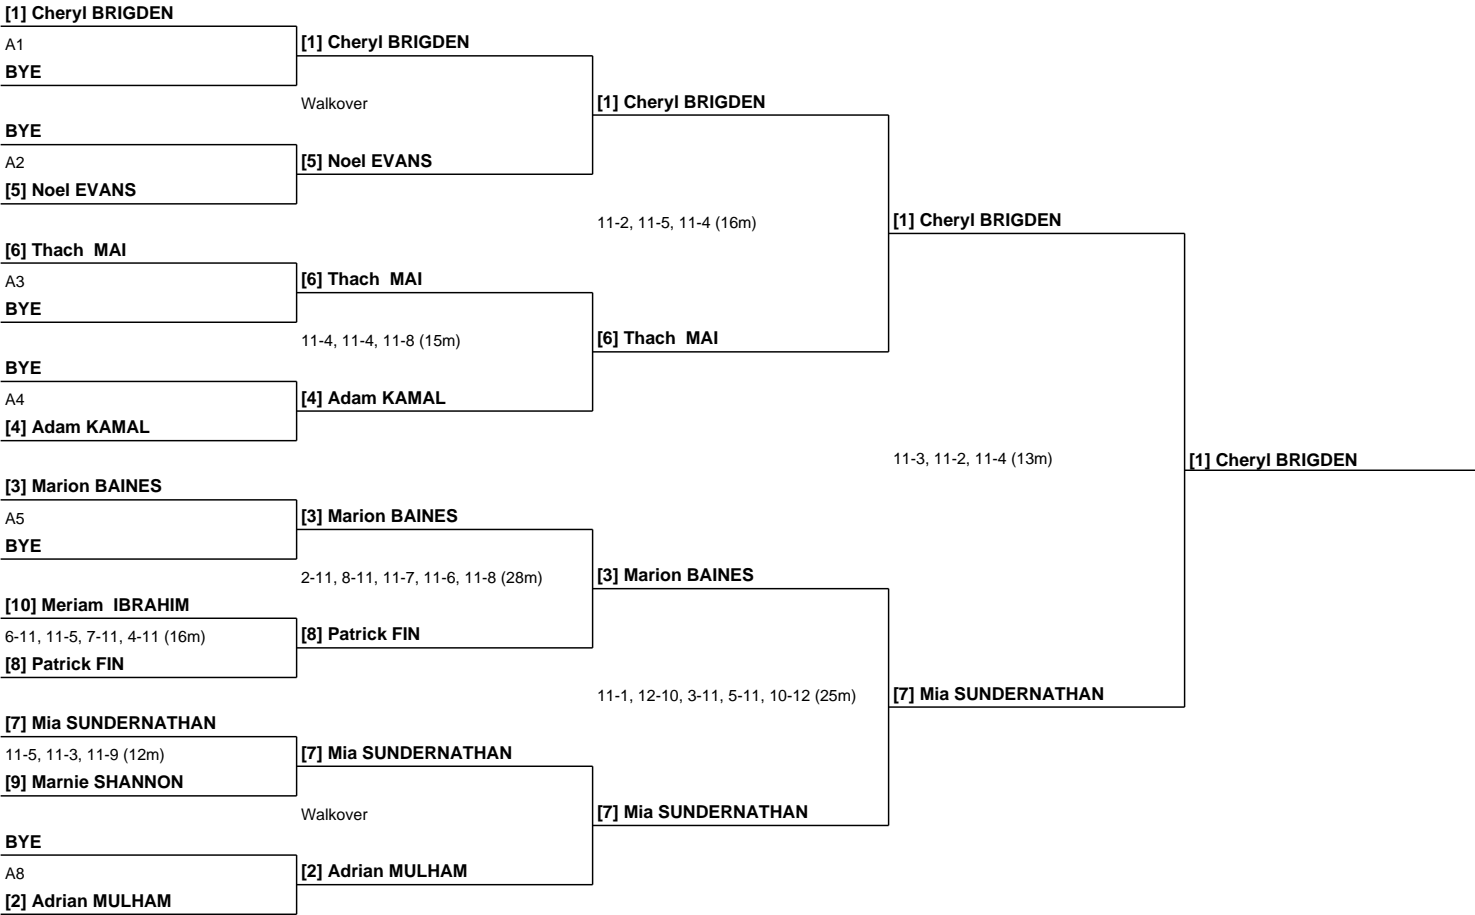 [1] Cheryl BRIGDEN
A1
BYE
BYE
A2
[5] Noel EVANS
[6] Thach  MAI
A3
BYE
BYE
A4
[4] Adam KAMAL
[3] Marion BAINES
A5
BYE
[10] Meriam  IBRAHIM
6-11, 11-5, 7-11, 4-11 (16m)
[8] Patrick FIN
[7] Mia SUNDERNATHAN
11-5, 11-3, 11-9 (12m)
[9] Marnie SHANNON
BYE
A8
[2] Adrian MULHAM
[1] Cheryl BRIGDEN
Walkover
[5] Noel EVANS
[6] Thach  MAI
11-4, 11-4, 11-8 (15m)
[4] Adam KAMAL
[3] Marion BAINES
2-11, 8-11, 11-7, 11-6, 11-8 (28m)
[8] Patrick FIN
[7] Mia SUNDERNATHAN
Walkover
[2] Adrian MULHAM
[1] Cheryl BRIGDEN
11-2, 11-5, 11-4 (16m)
[6] Thach  MAI
[3] Marion BAINES
11-1, 12-10, 3-11, 5-11, 10-12 (25m)
[7] Mia SUNDERNATHAN
[1] Cheryl BRIGDEN
11-3, 11-2, 11-4 (13m)
[7] Mia SUNDERNATHAN
[1] Cheryl BRIGDEN